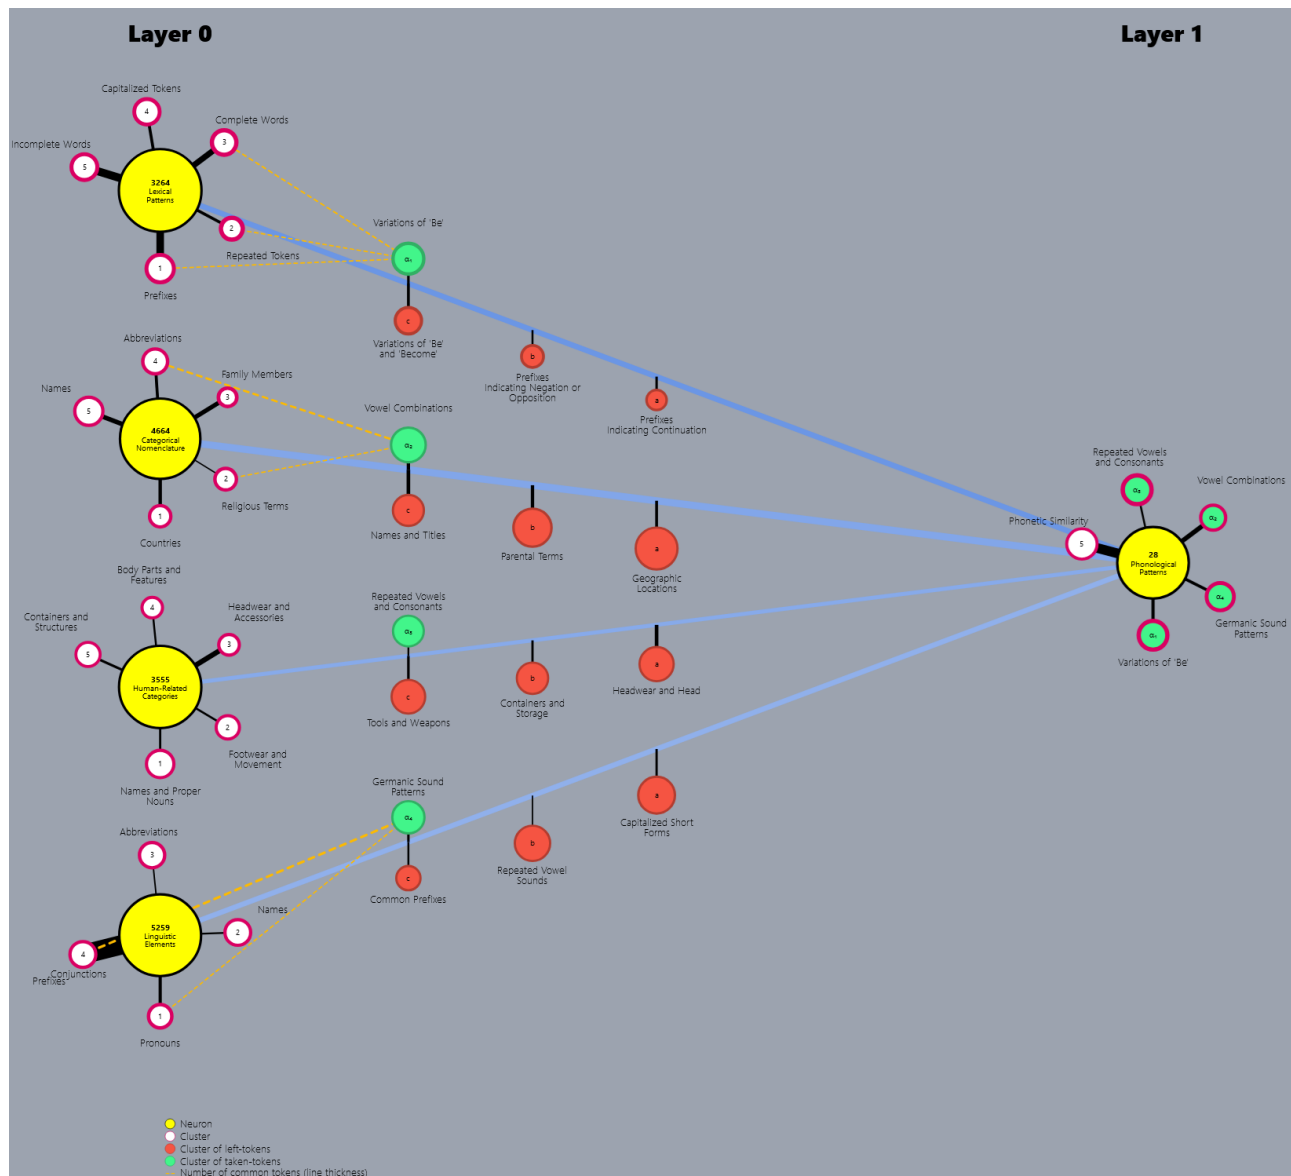 Layer 0
Layer 1
Capitalized Tokens
4
Complete Words
3
Incomplete Words
5
3264
Lexical
Patterns
2
Repeated Tokens
1
Prefixes
Variations of 'Be'
α₁
c
Variations of 'Be'
and 'Become'
b
Prefixes
Indicating Negation or
Opposition
a
Prefixes
Indicating Continuation
Abbreviations
4
Family Members
3
Names
5
4664
Categorical
Nomenclature
2
Religious Terms
1
Countries
Vowel Combinations
α₂
c
Names and Titles
b
Parental Terms
a
Geographic
Locations
Body Parts and
Features
4
Headwear and
Accessories
3
Containers and
Structures
5
3555
Human-Related
Categories
2
Footwear and
Movement
1
Names and Proper
Nouns
Repeated Vowels
and Consonants
α₃
c
Tools and Weapons
b
Containers and
Storage
a
Headwear and Head
Abbreviations
3
Names
2
5259
Linguistic
Elements
4
Conjunctions
Prefixes
1
Pronouns
Germanic Sound
Patterns
α₄
c
Common Prefixes
b
Repeated Vowel
Sounds
a
Capitalized Short
Forms
Repeated Vowels
and Consonants
α₃
Vowel Combinations
α₂
Phonetic Similarity
5
28
Phonological
Patterns
α₄
Germanic Sound
Patterns
α₁
Variations of 'Be'
Neuron
Cluster
Cluster of left-tokens
Cluster of taken-tokens
Number of common tokens (line thickness)